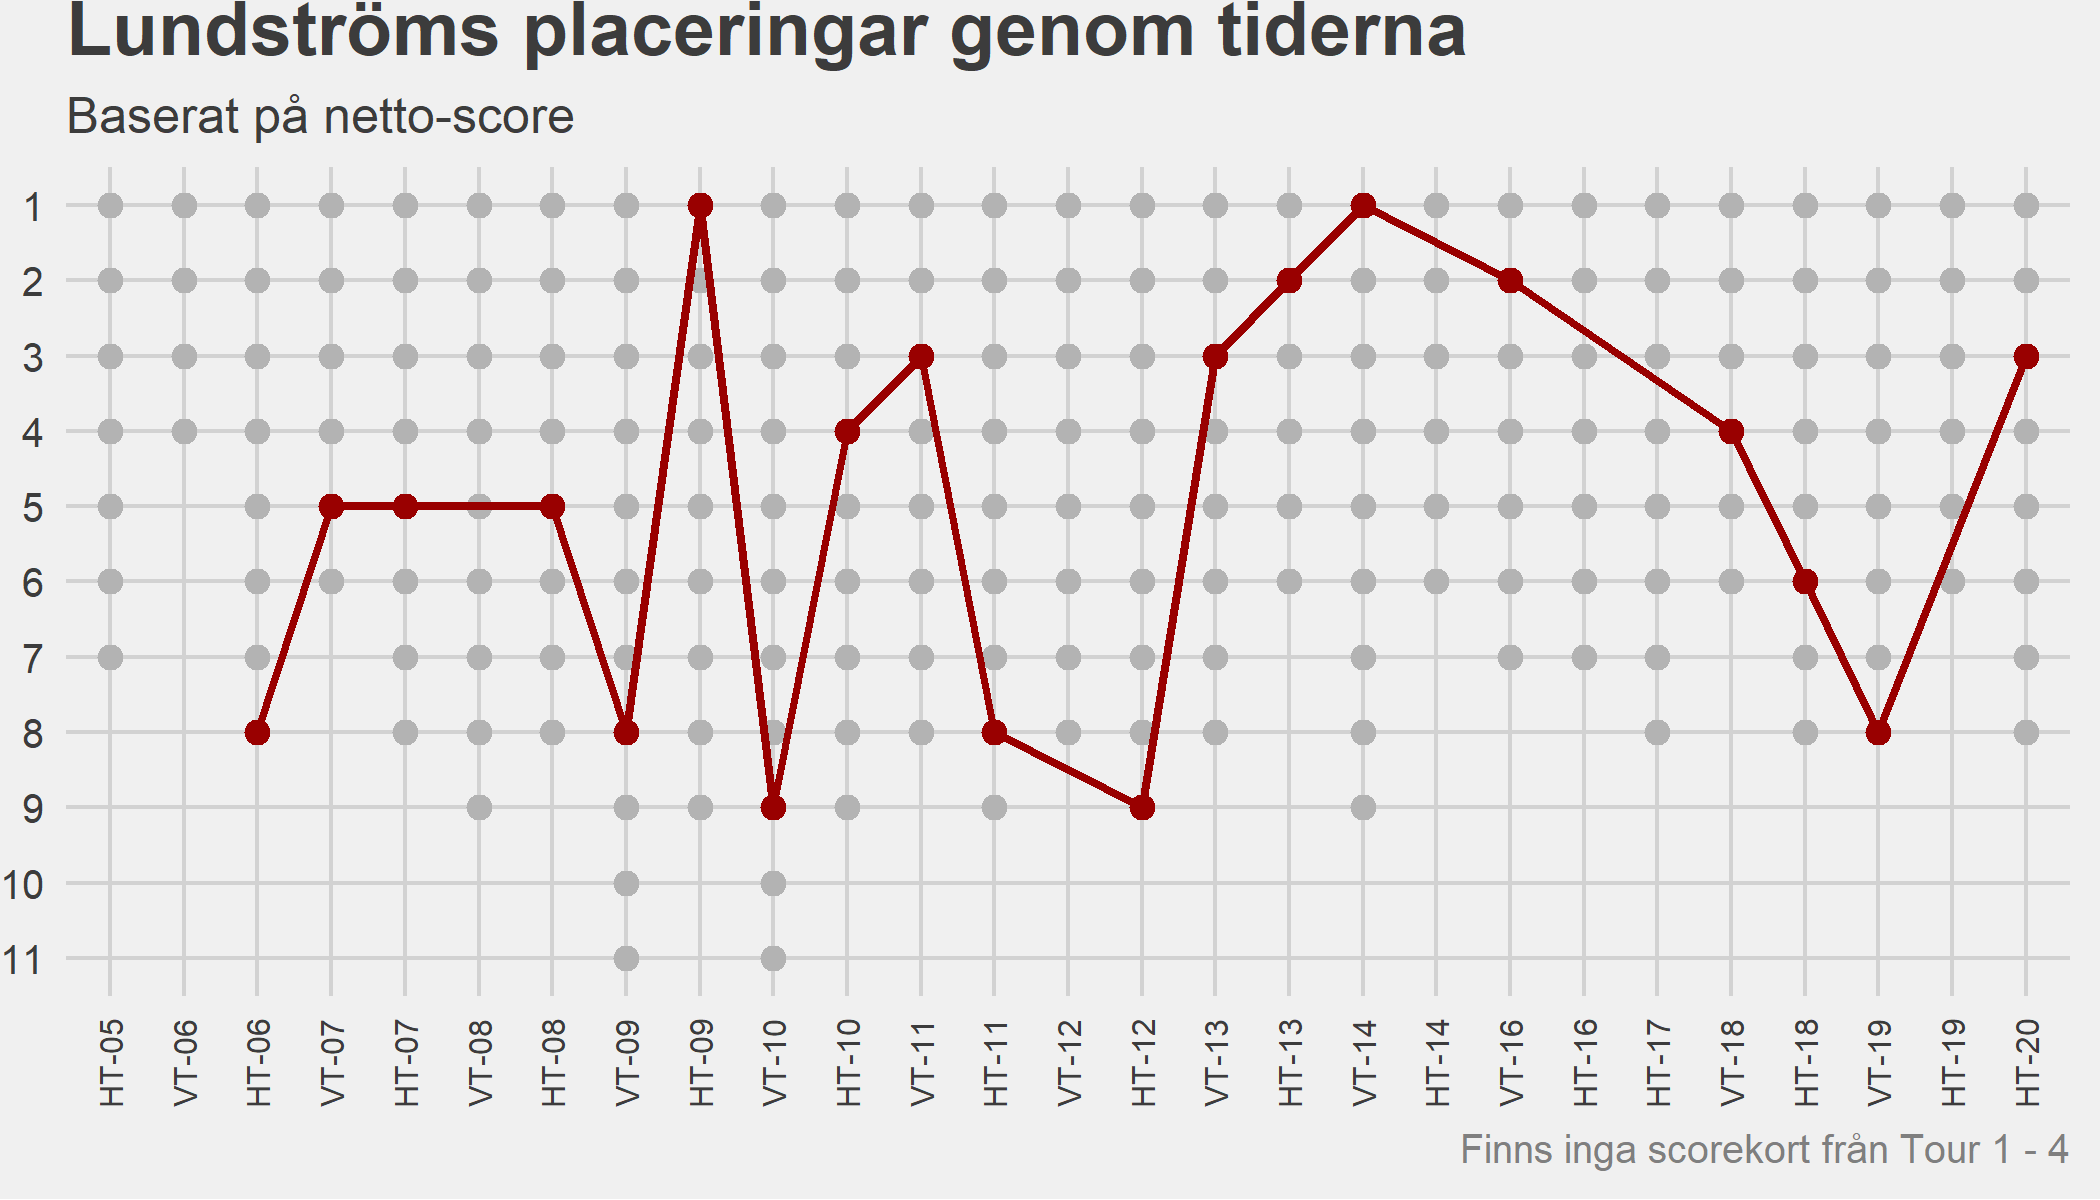 Lundströms placeringar genom tiderna
Baserat på netto-score
1
2
3
4
5
6
7
8
9
10
11
HT-05
VT-06
HT-06
VT-07
HT-07
VT-08
HT-08
VT-09
HT-09
VT-10
HT-10
VT-11
HT-11
VT-12
HT-12
VT-13
HT-13
VT-14
HT-14
VT-16
HT-16
HT-17
VT-18
HT-18
VT-19
HT-19
HT-20
Finns inga scorekort från Tour 1 - 4